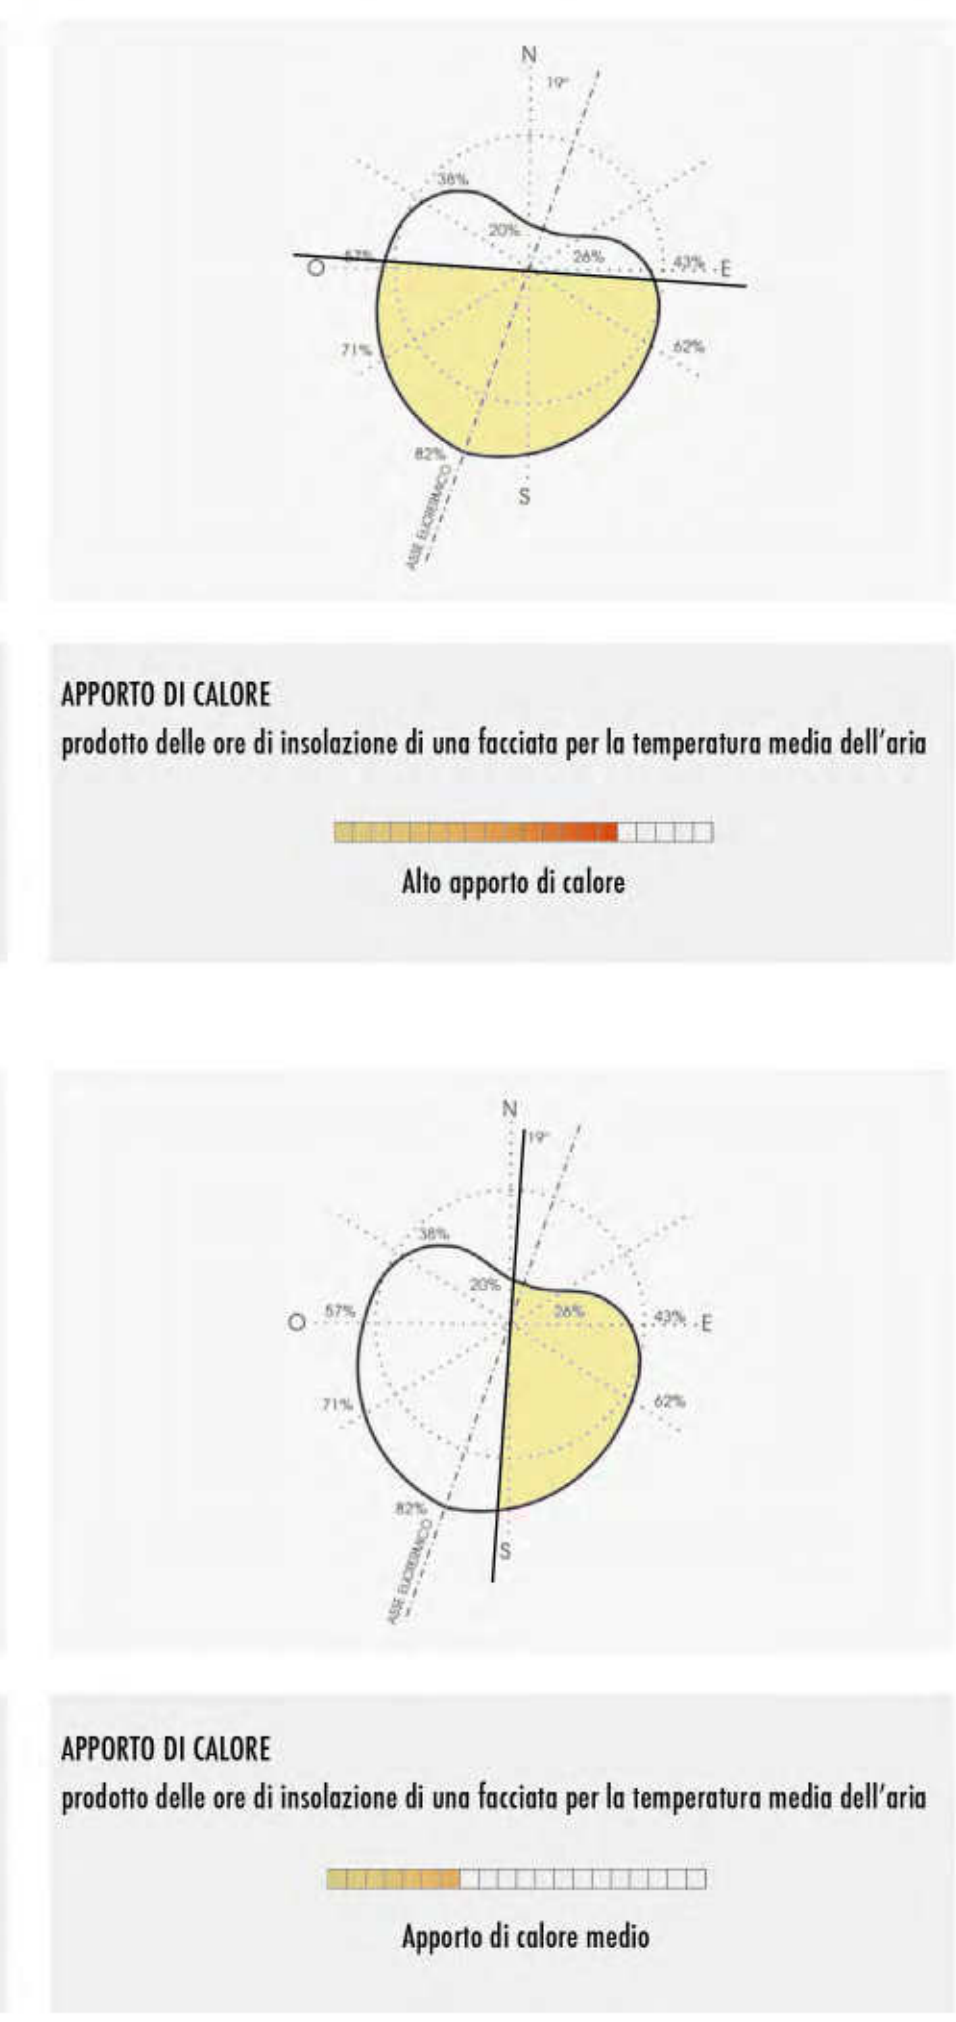 N
19°
38%
20%
57%
26%
43%
E
O
71%
62%
82%
ASSE ELIOTERMICO
S
APPORTO DI CALORE
prodotto delle ore di insolazione di una facciata per la temperatura media dell'aria
Alto apporto di calore
N
19°
38%
20%
57%
26%
43%
E
O
71%
62%
82%
ASSE ELIOTERMICO
S
APPORTO DI CALORE
prodotto delle ore di insolazione di una facciata per la temperatura media dell'aria
Apporto di calore medio